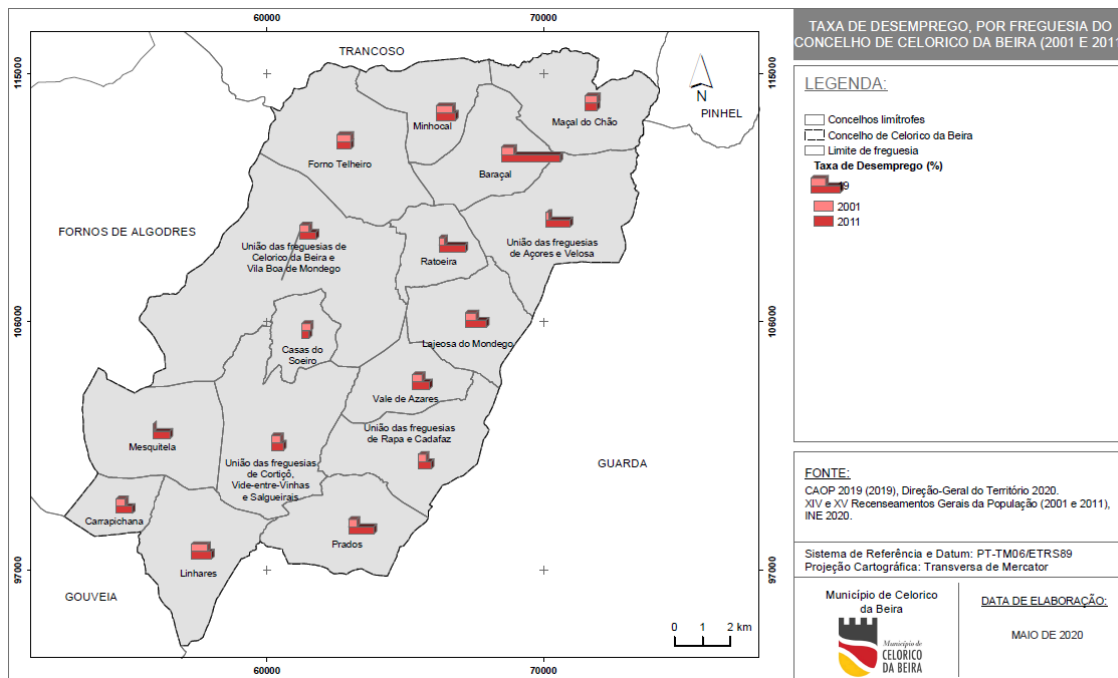 60000
70000
TAXA DE DESEMPREGO, POR FREGUESIA DO
CONCELHO DE CELORICO DA BEIRA (2001 E 2011
TRANCOSO
115000
115000
N
PINHEL
Minhocal
Maçal do Chão
Forno Telheiro
Baraçal
FORNOS DE ALGODRES
União das freguesias de
Celorico da Beira e
Vila Boa do Mondego
Ratoeira
União das freguesias
de Açores e Velosa
106000
106000
Casas do
Soeiro
Lajeosa do Mondego
Vale de Azares
União das freguesias
de Rapa e Cadafaz
Mesquitela
União das freguesias
de Cortiçô,
Vide-entre-Vinhas
e Salgueirais
GUARDA
Carrapichana
Prados
Linhares
97000
97000
GOUVEIA
0 1 2 km
60000
70000
LEGENDA:
Concelhos limítrofes
Concelho de Celorico da Beira
Limite de freguesia
Taxa de Desemprego (%)
19
2001
2011
FONTE:
CAOP 2019 (2019), Direção-Geral do Território 2020.
XIV e XV Recenseamentos Gerais da População (2001 e 2011),
INE 2020.
Sistema de Referência e Datum: PT-TM06/ETRS89
Projeção Cartográfica: Transversa de Mercator
Município de Celorico
da Beira
Município de
CELORICO
DA BEIRA
DATA DE ELABORAÇÃO:
MAIO DE 2020